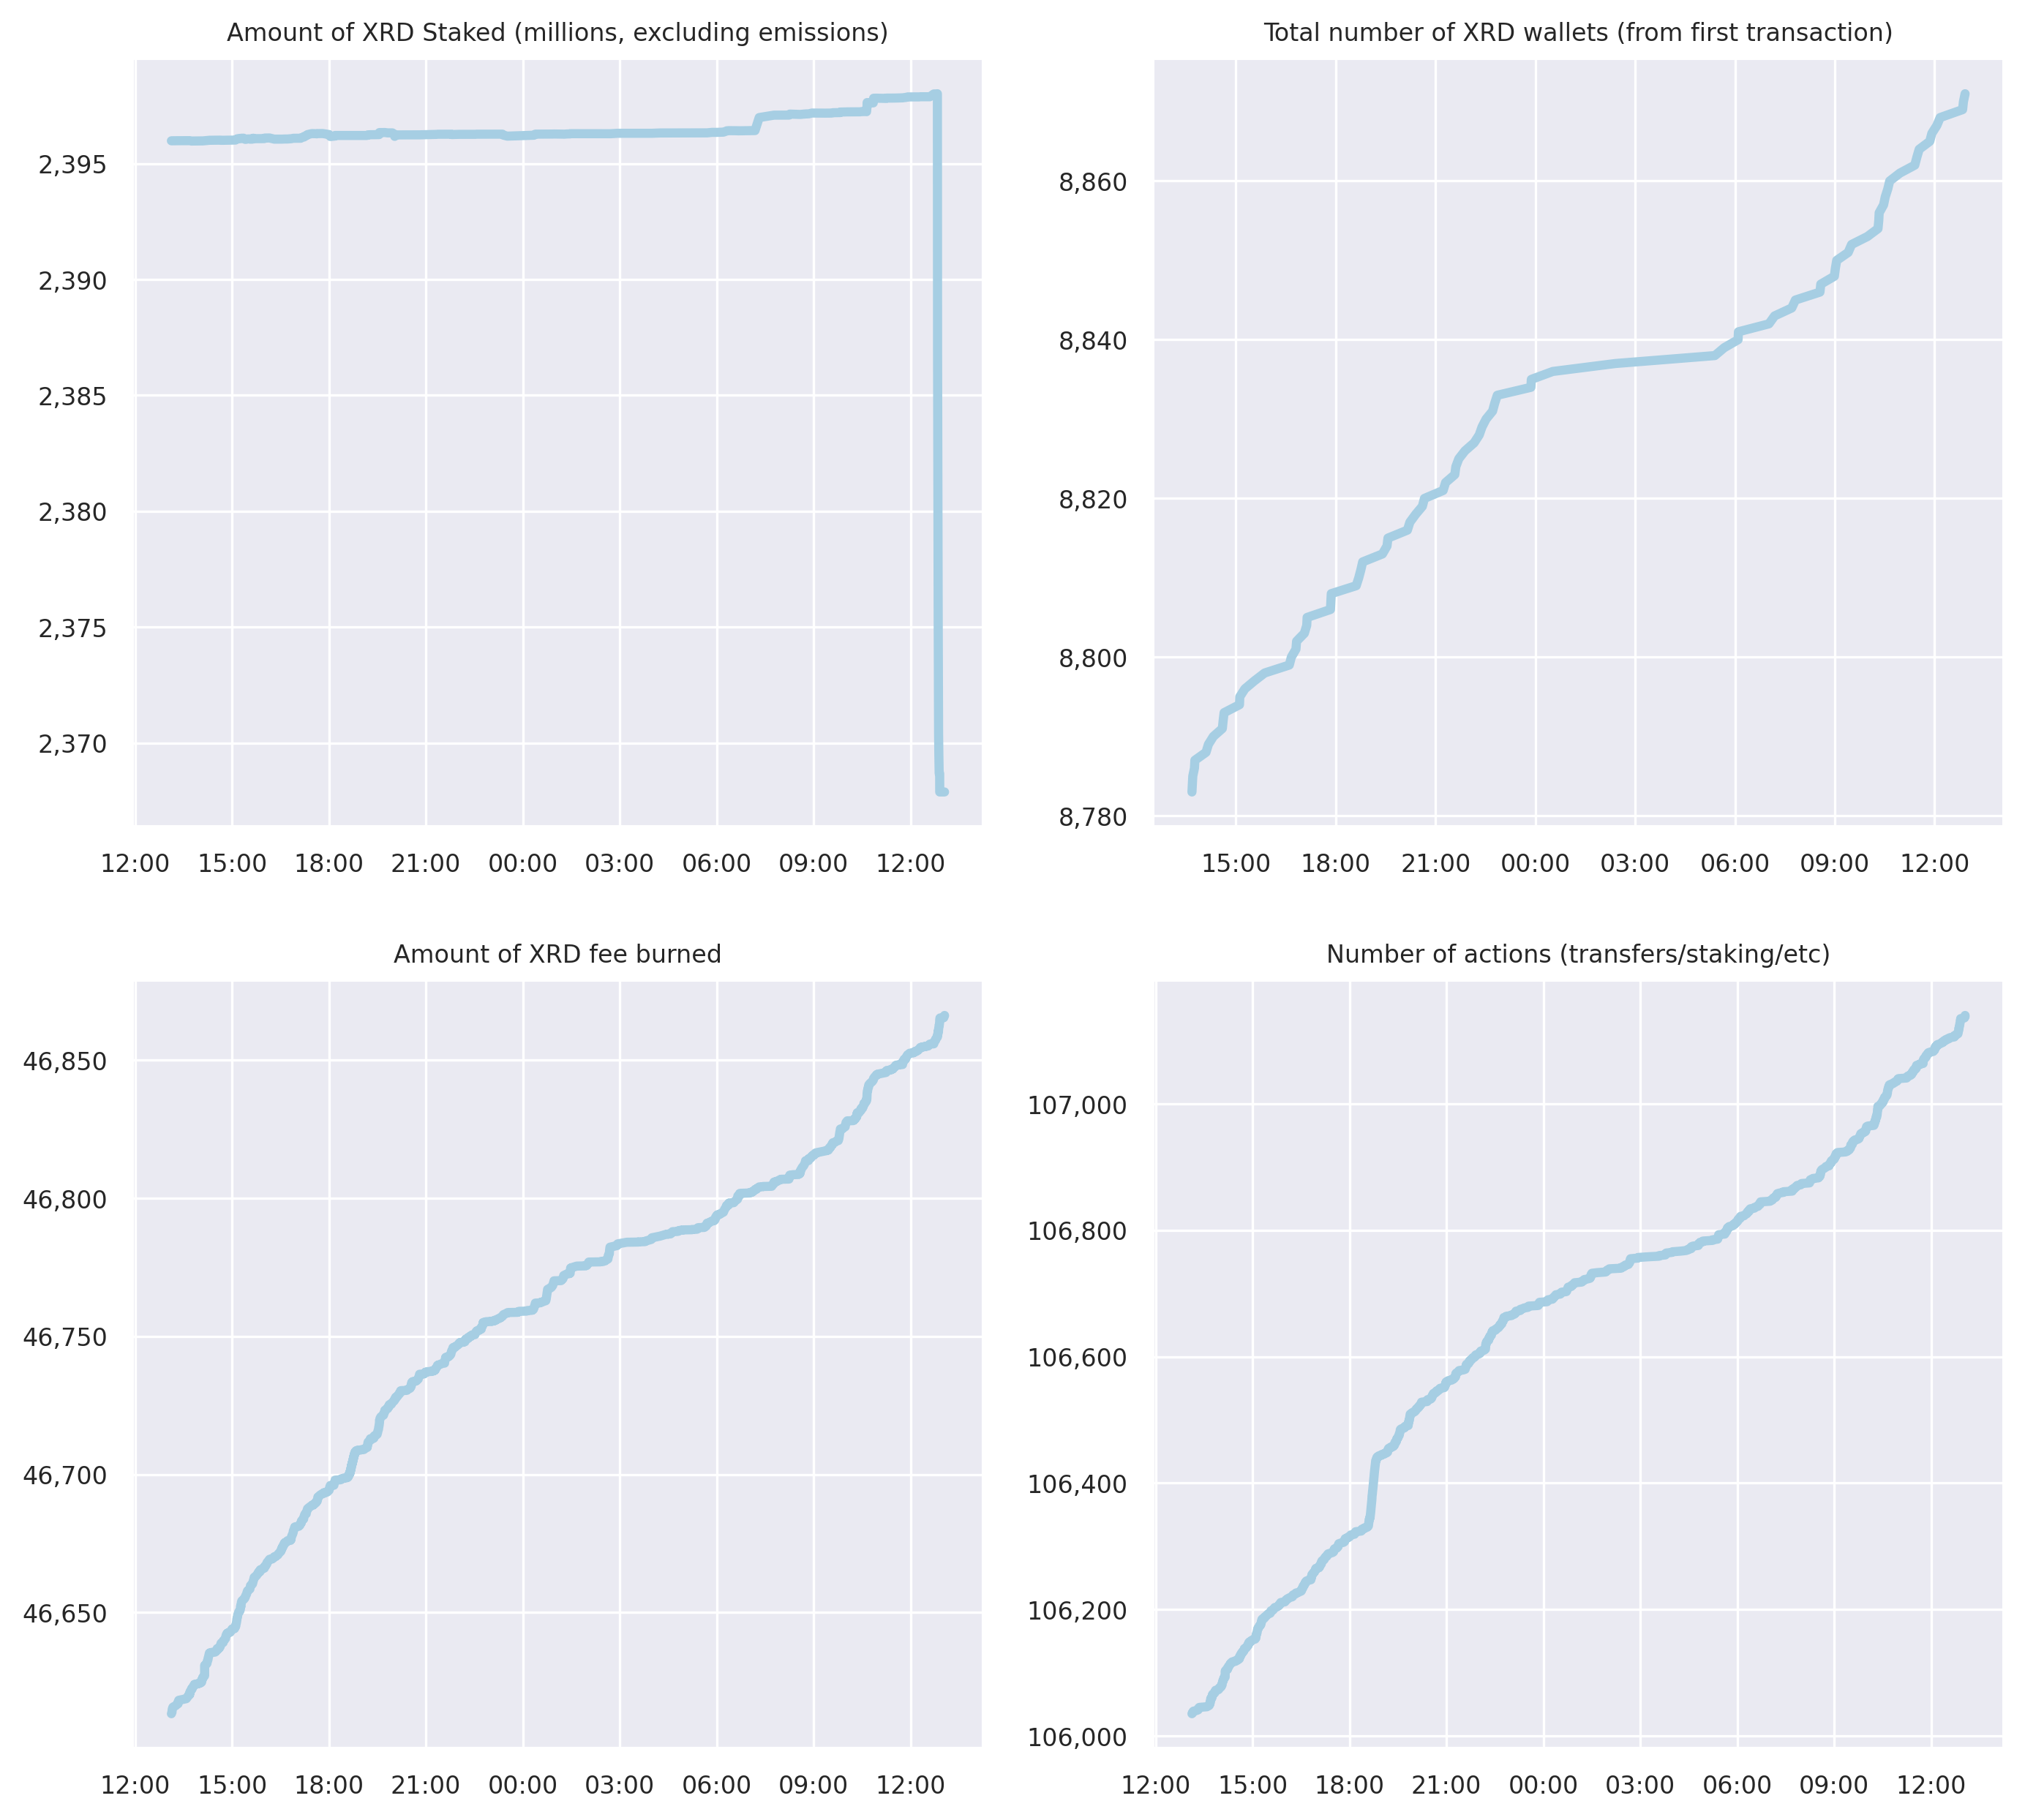 Amount of XRD Staked (millions, excluding emissions)
2,395
2,390
2,385
2,380
2,375
2,370
12:00 15:00 18:00 21:00 00:00 03:00 06:00 09:00 12:00
Total number of XRD wallets (from first transaction)
8,860
8,840
8,820
8,800
8,780
15:00 18:00 21:00 00:00 03:00 06:00 09:00 12:00
Amount of XRD fee burned
46,850
46,800
46,750
46,700
46,650
12:00 15:00 18:00 21:00 00:00 03:00 06:00 09:00 12:00
Number of actions (transfers/staking/etc)
107,000
106,800
106,600
106,400
106,200
106,000
12:00 15:00 18:00 21:00 00:00 03:00 06:00 09:00 12:00